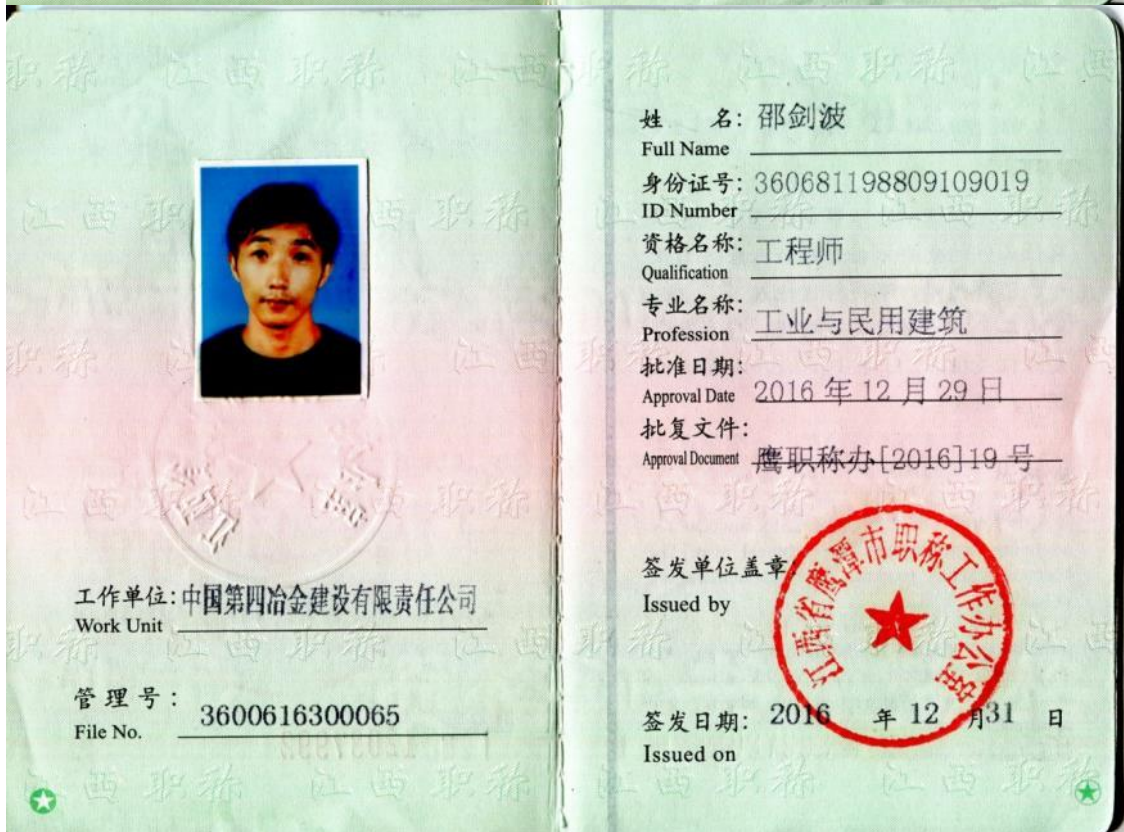 工作单位:中国第四冶金建设有限责任公司
Work Unit
管理号:
3600616300065
File No.
姓 名:邵剑波
Full Name
身份证号:360681198809109019
ID Number
资格名称:工程师
Qualification
专业名称:工业与民用建筑
Profession
批准日期:
Approval Date 2016 年 12 月 29 日
批复文件:
Approval Document 鹰职称办[2016]19 号
签发单位盖章
Issued by
江西省鹰潭市职称工作办公室
签发日期: 2016 年 12 月31 日
Issued on
江西职称